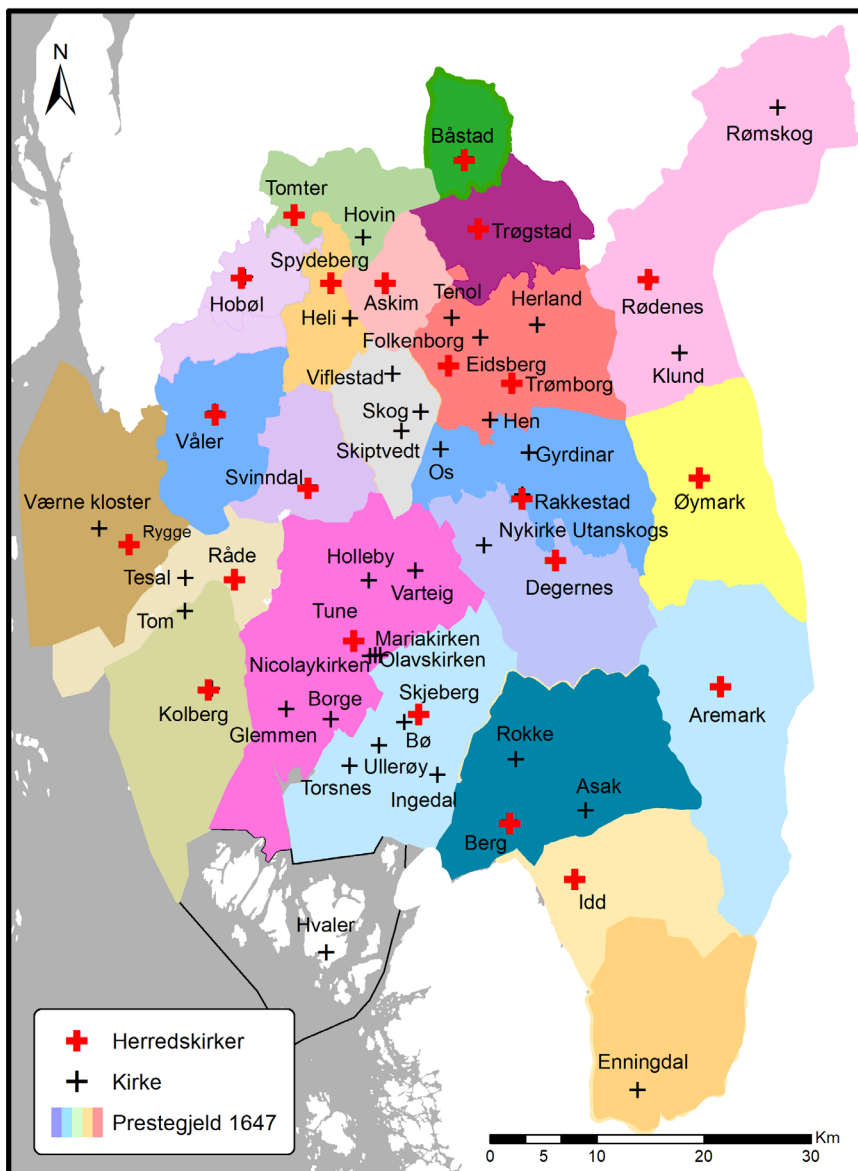 N
Båstad
Rømskog
Tomter
Hovin
Trøgstad
Spydeberg
Hobøl
Askim
Tenol
Herland
Rødenes
Heli
Folkenborg
Eidsberg
Klund
Viflestad
Trømborg
Skog
Hen
Våler
Skiptvedt
Os
Gyrdinar
Svinndal
Øymark
Værne kloster
Rakkestad
Rygge
Nykirke Utanskogs
Råde
Holleby
Tesal
Varteig
Degernes
Tom
Tune
Mariakirken
Nicolaykirken
Olavskirken
Skjeberg
Kolberg
Borge
Aremark
Glemmen
Bø
Rokke
Ullerøy
Torsnes
Ingedal
Asak
Berg
Idd
Hvaler
Enningdal
Herredskirker
Kirke
Prestegjeld 1647
Km
0 5 10 20 30